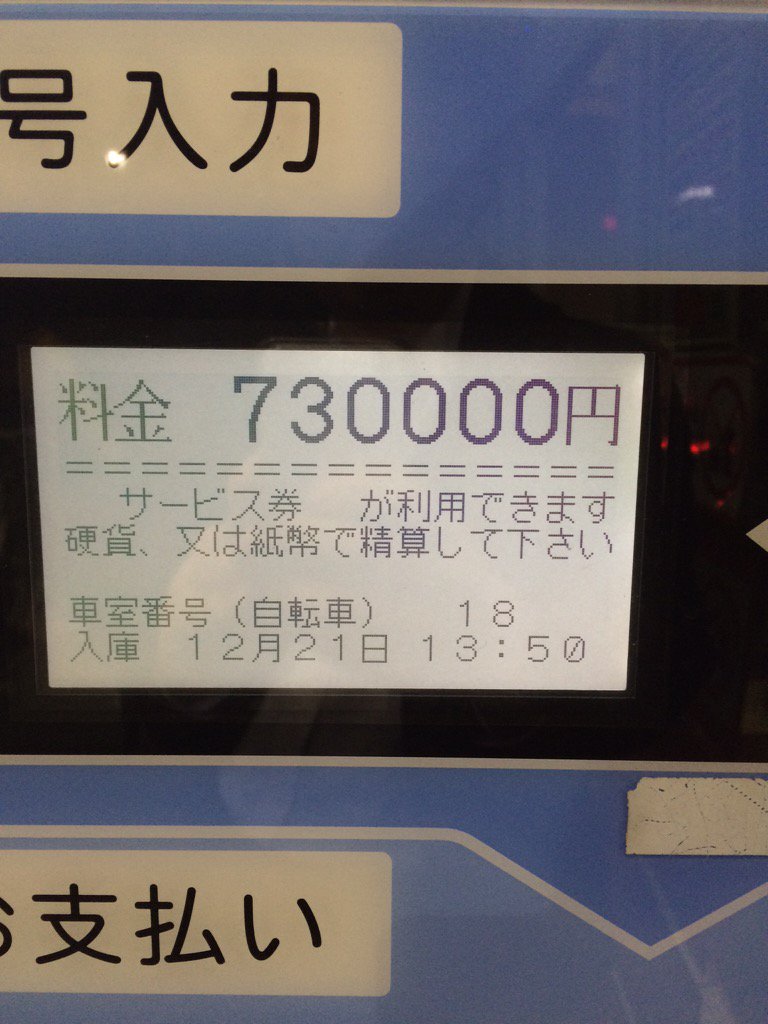 号入力
料金 730000円
===============
サービス券 が利用できます
硬貨、又は紙幣で精算して下さい
車室番号(自転車) 18
入庫 12月21日 13:50
お支払い